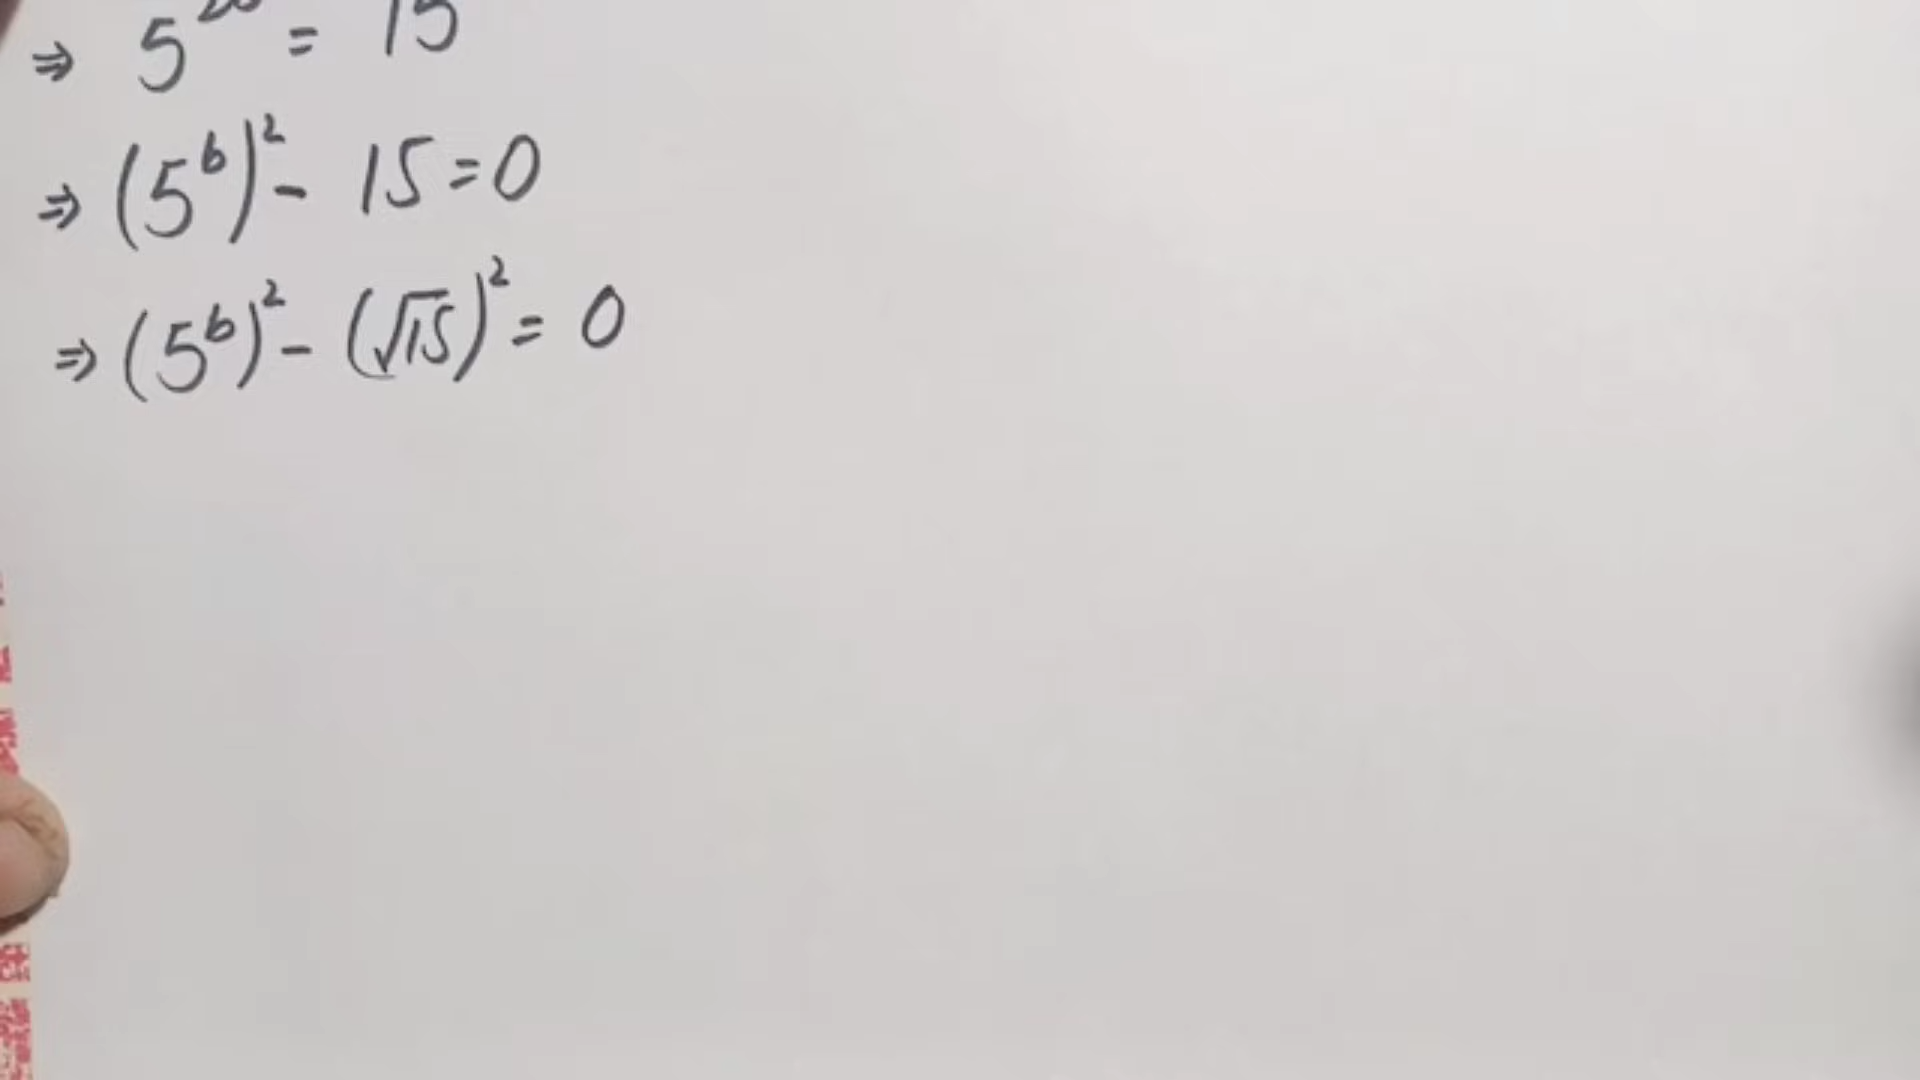 ⇒ 5 = 15
⇒ (5ᵇ)² - 15 = 0
⇒ (5ᵇ)² - (√15)² = 0